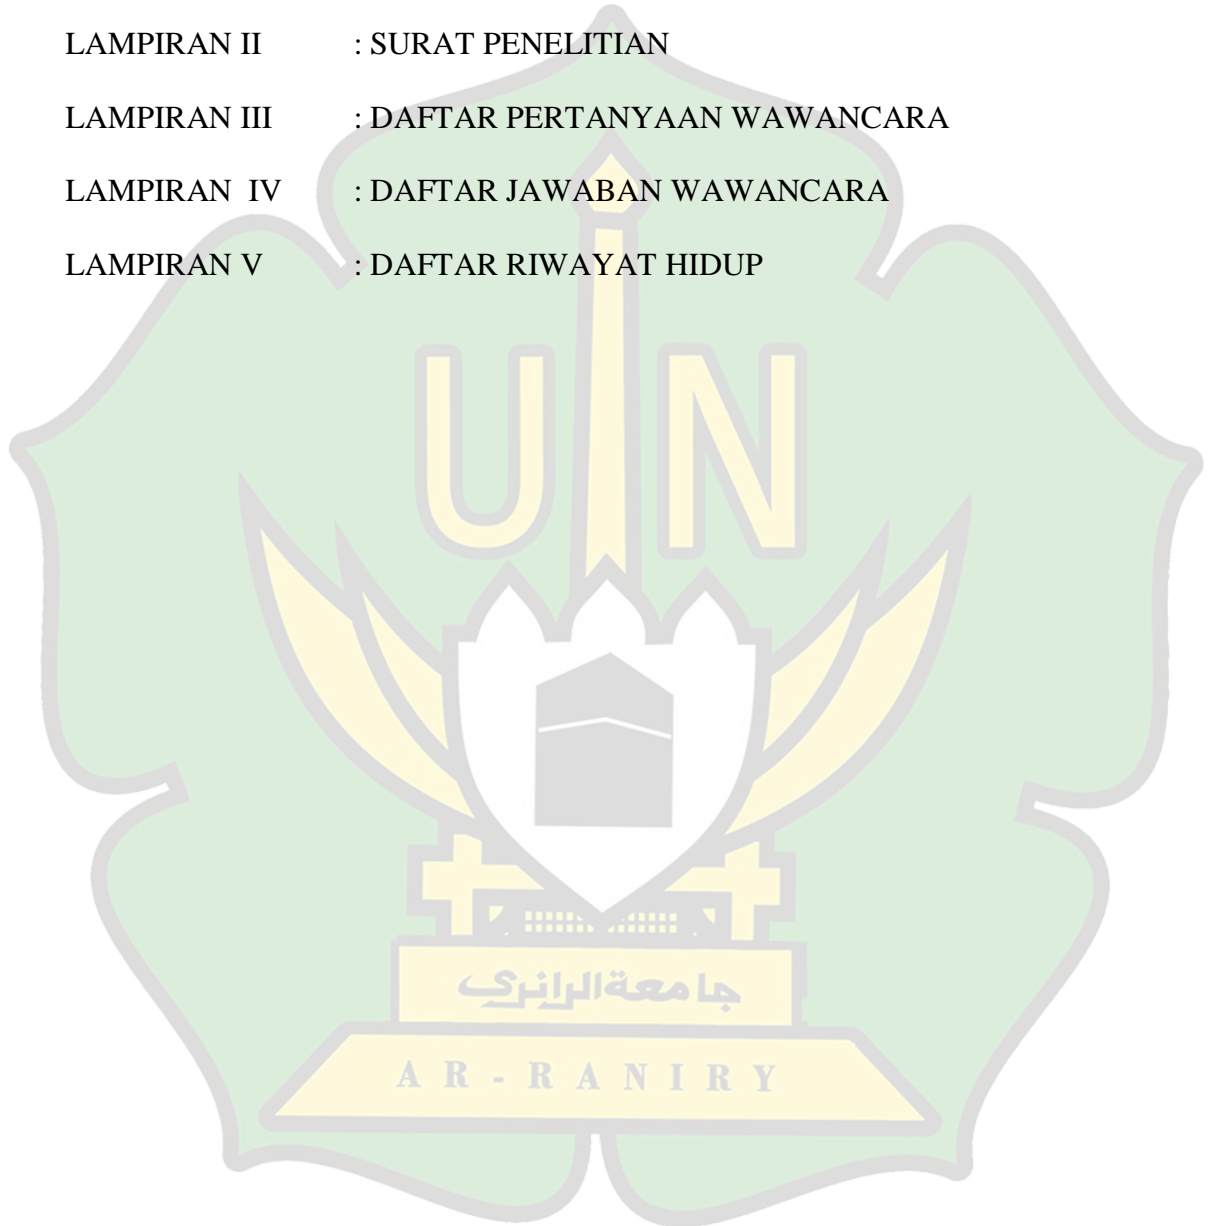 LAMPIRAN II : SURAT PENELITIAN
LAMPIRAN III : DAFTAR PERTANYAAN WAWANCARA
LAMPIRAN IV : DAFTAR JAWABAN WAWANCARA
LAMPIRAN V : DAFTAR RIWAYAT HIDUP
UIN
جامعة الرانري
AR-RANIRY